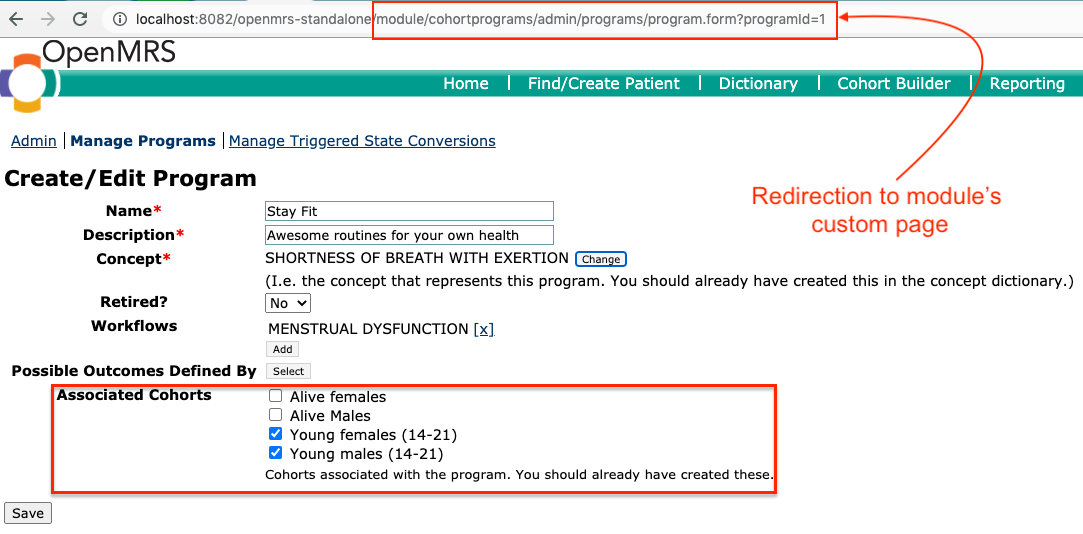 localhost:8082/openmrs-standalone/module/cohortprograms/admin/programs/program.form?programId=1
OpenMRS
Home | Find/Create Patient | Dictionary | Cohort Builder | Reporting
Admin | Manage Programs | Manage Triggered State Conversions
Create/Edit Program
Redirection to module's
custom page
Name* Stay Fit
Description* Awesome routines for your own health
Concept* SHORTNESS OF BREATH WITH EXERTION Change
(I.e. the concept that represents this program. You should already have created this in the concept dictionary.)
Retired? No
Workflows MENSTRUAL DYSFUNCTION [x]
Add
Possible Outcomes Defined By Select
Associated Cohorts Alive females
Alive Males
Young females (14-21)
Young males (14-21)
Cohorts associated with the program. You should already have created these.
Save